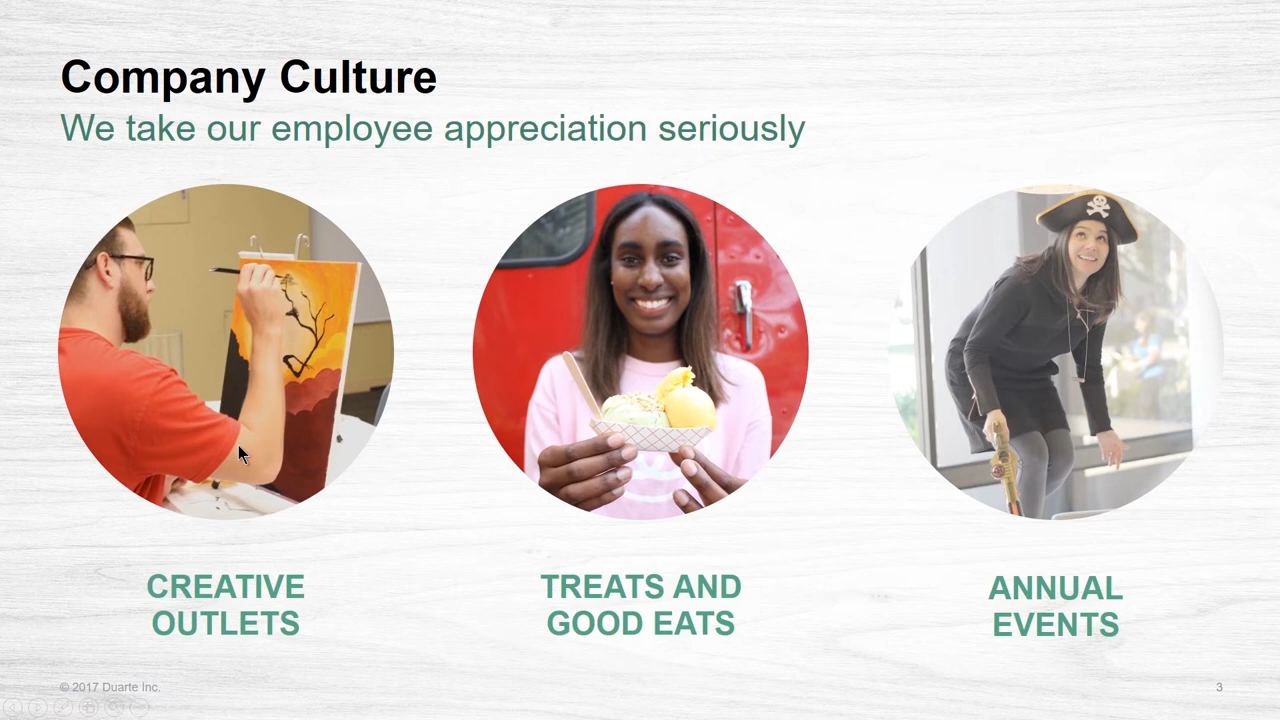 Company Culture
We take our employee appreciation seriously
CREATIVE
OUTLETS
TREATS AND
GOOD EATS
ANNUAL
EVENTS
© 2017 Duarte Inc.
3